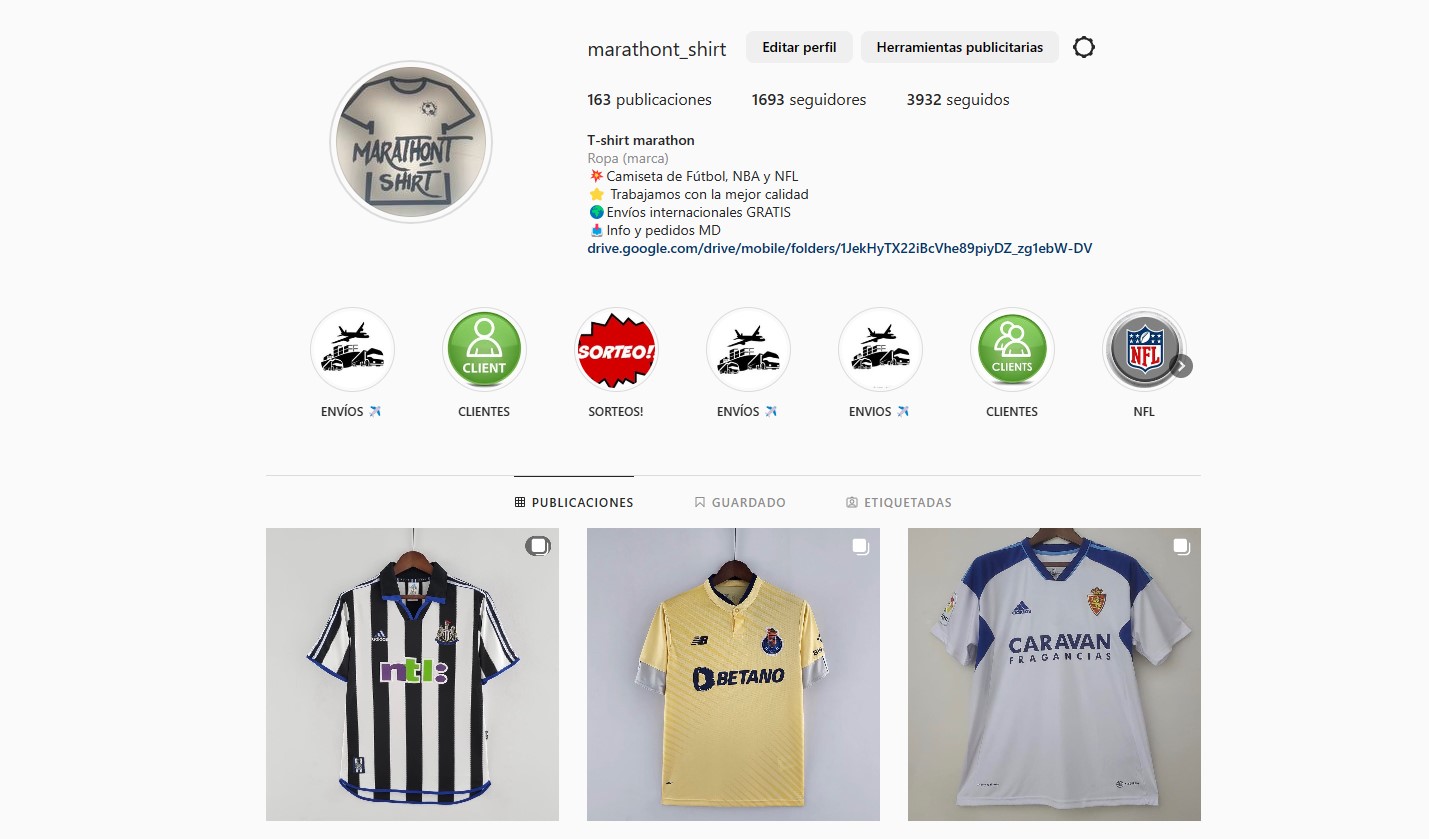 marathont_shirt Editar perfil Herramientas publicitarias
163 publicaciones 1693 seguidores 3932 seguidos
T-shirt marathon
Ropa (marca)
💥Camiseta de Fútbol, NBA y NFL
⭐ Trabajamos con la mejor calidad
🌍Envíos internacionales GRATIS
📩Info y pedidos MD
drive.google.com/drive/mobile/folders/1JekHyTX22iBcVhe89piyDZ_zg1ebW-DV
MARATHONT
SHIRT
CLIENT
SORTEO!
CLIENTS
NFL
ENVÍOS ✈️ CLIENTES SORTEOS! ENVÍOS ✈️ ENVIOS ✈️ CLIENTES NFL
PUBLICACIONES GUARDADO ETIQUETADAS
adidas
ntl:
NB
BETANO
adidas
CARAVAN
FRAGANCIAS